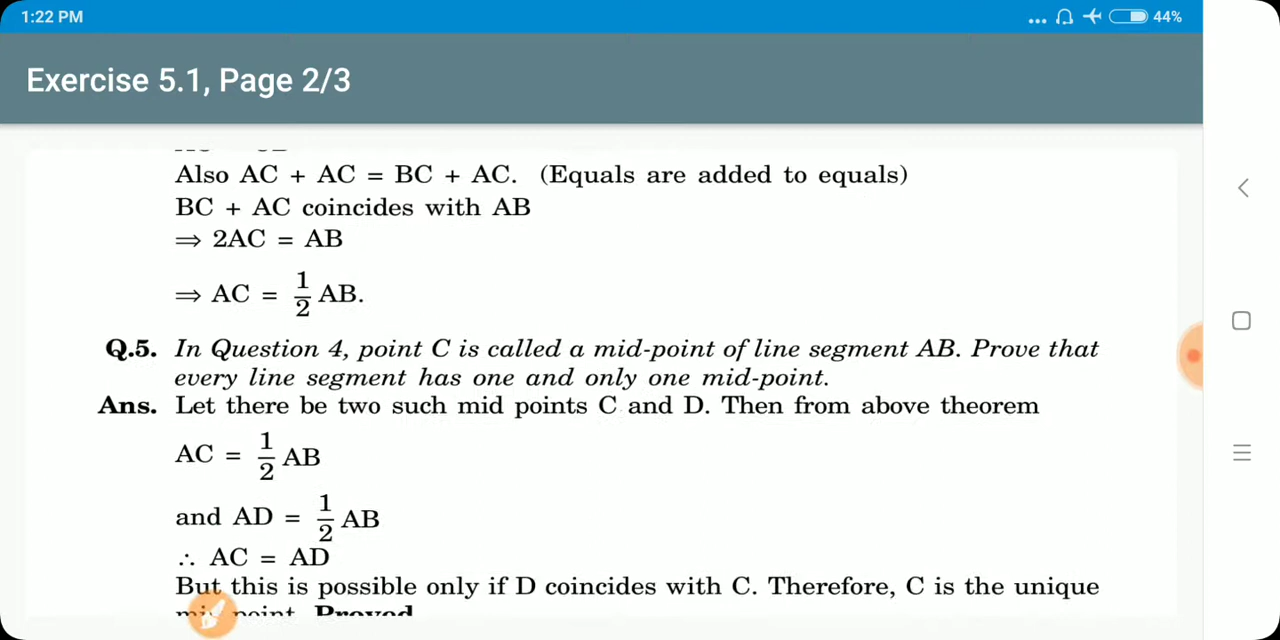 1:22 PM
44%
Exercise 5.1, Page 2/3
Also AC + AC = BC + AC. (Equals are added to equals)
BC + AC coincides with AB
⟹ 2AC = AB
⟹ AC = 1/2 AB.
Q.5. In Question 4, point C is called a mid-point of line segment AB. Prove that
every line segment has one and only one mid-point.
Ans. Let there be two such mid points C and D. Then from above theorem
AC = 1/2 AB
and AD = 1/2 AB
∴ AC = AD
But this is possible only if D coincides with C. Therefore, C is the unique
point. Proved